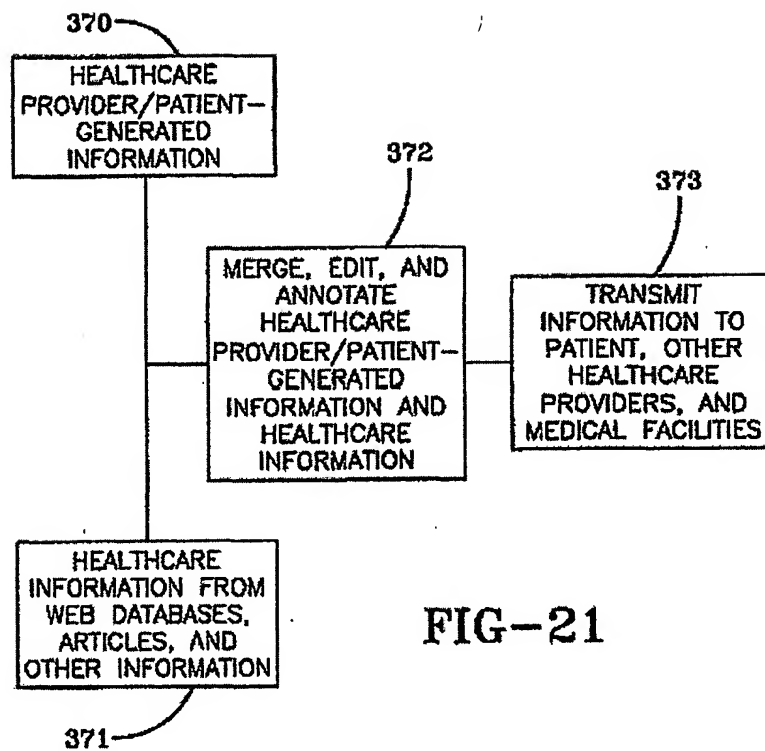 370
HEALTHCARE
PROVIDER/PATIENT-
GENERATED
INFORMATION
372
MERGE, EDIT, AND
ANNOTATE
HEALTHCARE
PROVIDER/PATIENT-
GENERATED
INFORMATION AND
HEALTHCARE
INFORMATION
373
TRANSMIT
INFORMATION TO
PATIENT, OTHER
HEALTHCARE
PROVIDERS, AND
MEDICAL FACILITIES
HEALTHCARE
INFORMATION FROM
WEB DATABASES,
ARTICLES, AND
OTHER INFORMATION
371
FIG-21